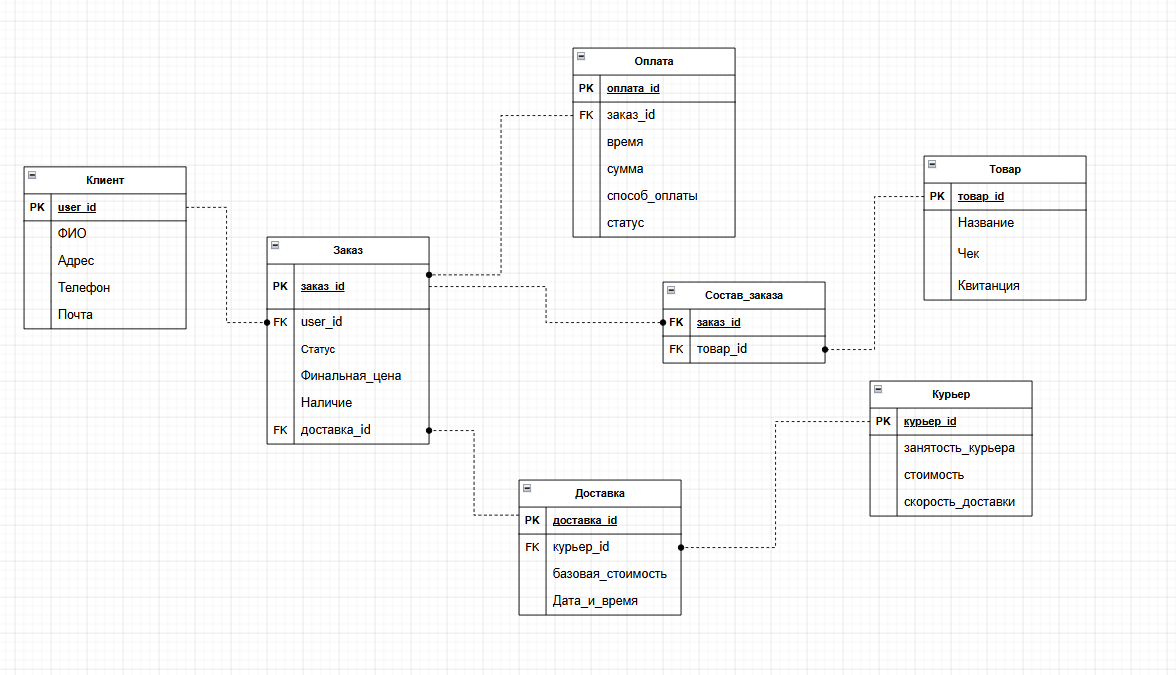 Оплата
PK оплата_id
FK заказ_id
время
сумма
способ_оплаты
статус
Клиент
PK user_id
ФИО
Адрес
Телефон
Почта
Товар
PK товар_id
Название
Чек
Квитанция
Заказ
PK заказ_id
FK user_id
Статус
Финальная_цена
Наличие
FK доставка_id
Состав_заказа
FK заказ_id
FK товар_id
Курьер
PK курьер_id
занятость_курьера
стоимость
скорость_доставки
Доставка
PK доставка_id
FK курьер_id
базовая_стоимость
Дата_и_время